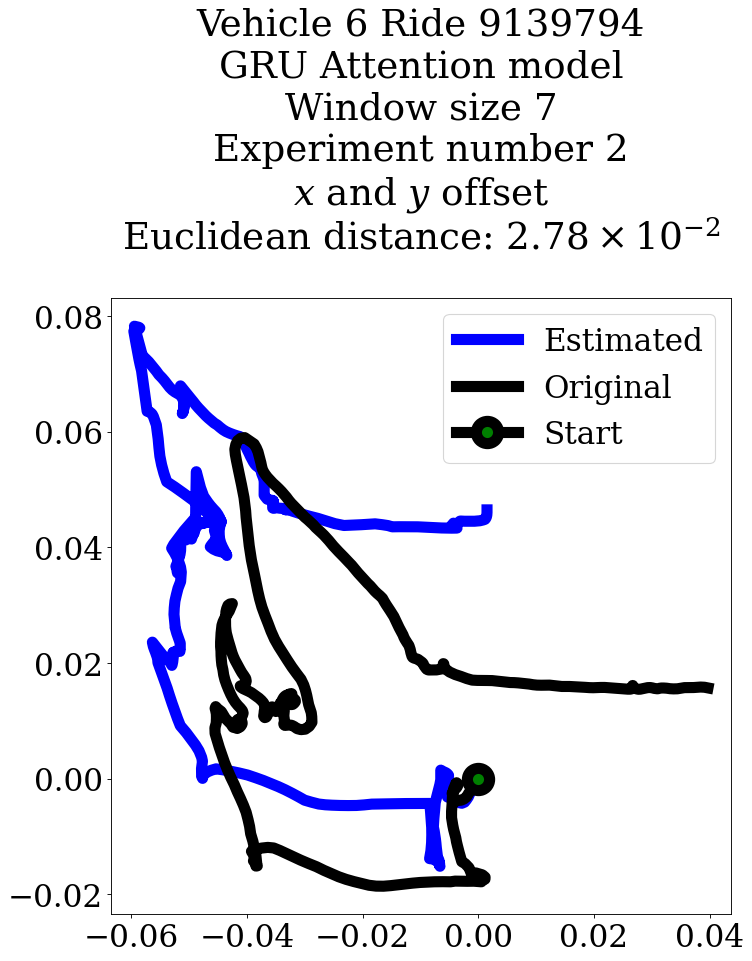 Vehicle 6 Ride 9139794
GRU Attention model
Window size 7
Experiment number 2
x and y offset
Euclidean distance: 2.78 × 10⁻²
0.08
0.06
0.04
0.02
0.00
−0.02
Estimated
Original
Start
−0.06 −0.04 −0.02 0.00 0.02 0.04